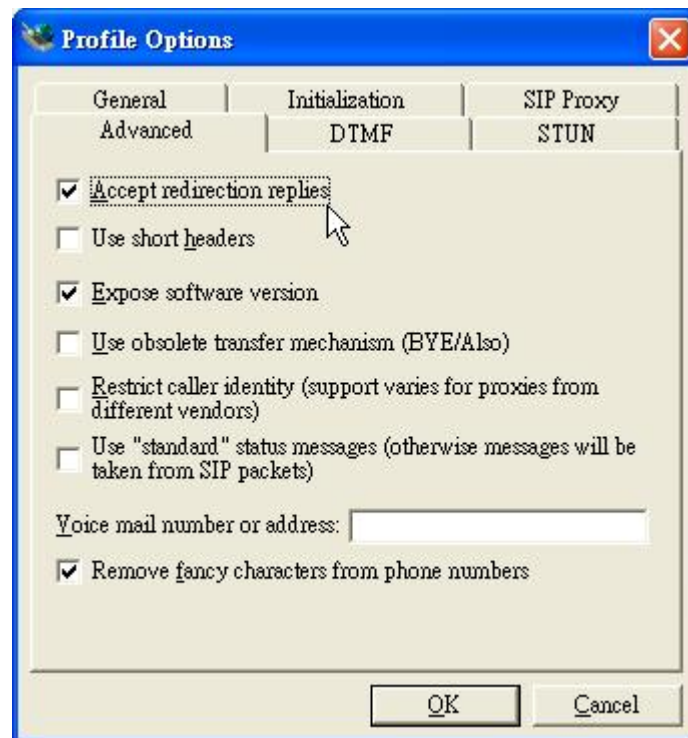 Profile Options
General
Initialization
SIP Proxy
Advanced
DTMF
STUN
Accept redirection replies
Use short headers
Expose software version
Use obsolete transfer mechanism (BYE/Also)
Restrict caller identity (support varies for proxies from
different vendors)
Use "standard" status messages (otherwise messages will be
taken from SIP packets)
Voice mail number or address:
Remove fancy characters from phone numbers
OK
Cancel